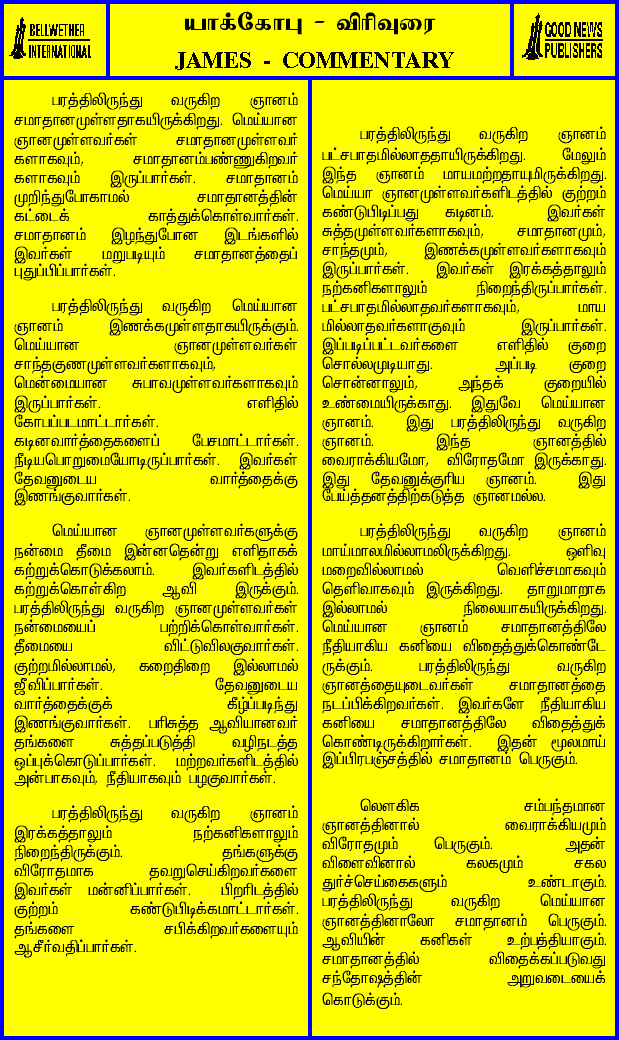 BELLWETHER
INTERNATIONAL
யாக்கோபு - விரிவுரை
JAMES - COMMENTARY
GOOD NEWS
PUBLISHERS
பரத்திலிருந்து வருகிற ஞானம்
சமாதானமுள்ளதாகயிருக்கிறது. மெய்யான
ஞானமுள்ளவர்கள் சமாதானமுள்ளவர்
களாகவும், சமாதானம்பண்ணுகிறவர்
களாகவும் இருப்பார்கள். சமாதானம்
முறிந்துபோகாமல் சமாதானத்தின்
கட்டைக் காத்துக்கொள்வார்கள்.
சமாதானம் இழந்துபோன இடங்களில்
இவர்கள் மறுபடியும் சமாதானத்தைப்
புதுப்பிப்பார்கள்.
பரத்திலிருந்து வருகிற மெய்யான
ஞானம் இணக்கமுள்ளதாகயிருக்கும்.
மெய்யான ஞானமுள்ளவர்கள்
சாந்தகுணமுள்ளவர்களாகவும்,
மென்மையான சுபாவமுள்ளவர்களாகவும்
இருப்பார்கள். எளிதில்
கோபப்படமாட்டார்கள்.
கடினவார்த்தைகளைப் பேசமாட்டார்கள்.
நீடியபொறுமையோடிருப்பார்கள். இவர்கள்
தேவனுடைய வார்த்தைக்கு
இணங்குவார்கள்.
மெய்யான ஞானமுள்ளவர்களுக்கு
நன்மை தீமை இன்னதென்று எளிதாகக்
கற்றுக்கொடுக்கலாம். இவர்களிடத்தில்
கற்றுக்கொள்கிற ஆவி இருக்கும்.
பரத்திலிருந்து வருகிற ஞானமுள்ளவர்கள்
நன்மையைப் பற்றிக்கொள்வார்கள்.
தீமையை விட்டுவிலகுவார்கள்.
குற்றமில்லாமல், கறைதிறை இல்லாமல்
ஜீவிப்பார்கள். தேவனுடைய
வார்த்தைக்குக் கீழ்ப்படிந்து
இணங்குவார்கள். பரிசுத்த ஆவியானவர்
தங்களை சுத்தப்படுத்தி வழிநடத்த
ஒப்புக்கொடுப்பார்கள். மற்றவர்களிடத்தில்
அன்பாகவும், நீதியாகவும் பழகுவார்கள்.
பரத்திலிருந்து வருகிற ஞானம்
இரக்கத்தாலும் நற்கனிகளாலும்
நிறைந்திருக்கும். தங்களுக்கு
விரோதமாக தவறுசெய்கிறவர்களை
இவர்கள் மன்னிப்பார்கள். பிறரிடத்தில்
குற்றம் கண்டுபிடிக்கமாட்டார்கள்.
தங்களை சபிக்கிறவர்களையும்
ஆசீர்வதிப்பார்கள்.
பரத்திலிருந்து வருகிற ஞானம்
பட்சபாதமில்லாததாயிருக்கிறது. மேலும்
இந்த ஞானம் மாயமற்றதாயுமிருக்கிறது.
மெய்யா ஞானமுள்ளவர்களிடத்தில் குற்றம்
கண்டுபிடிப்பது கடினம். இவர்கள்
சுத்தமுள்ளவர்களாகவும், சமாதானமும்,
சாந்தமும், இணக்கமுள்ளவர்களாகவும்
இருப்பார்கள். இவர்கள் இரக்கத்தாலும்
நற்கனிகளாலும் நிறைந்திருப்பார்கள்.
பட்சபாதமில்லாதவர்களாகவும், மாய
மில்லாதவர்களாகுவும் இருப்பார்கள்.
இப்படிப்பட்டவர்களை எளிதில் குறை
சொல்லமுடியாது. அப்படி குறை
சொன்னாலும், அந்தக் குறையில்
உண்மையிருக்காது. இதுவே மெய்யான
ஞானம். இது பரத்திலிருந்து வருகிற
ஞானம். இந்த ஞானத்தில்
வைராக்கியமோ, விரோதமோ இருக்காது.
இது தேவனுக்குரிய ஞானம். இது
பேய்த்தனத்திற்கடுத்த ஞானமல்ல.
பரத்திலிருந்து வருகிற ஞானம்
மாய்மாலமில்லாமலிருக்கிறது. ஒளிவு
மறைவில்லாமல் வெளிச்சமாகவும்
தெளிவாகவும் இருக்கிறது. தாறுமாறாக
இல்லாமல் நிலையாகயிருக்கிறது.
மெய்யான ஞானம் சமாதானத்திலே
நீதியாகிய கனியை விதைத்துக்கொண்டே
ருக்கும். பரத்திலிருந்து வருகிற
ஞானத்தையுடைவர்கள் சமாதானத்தை
நடப்பிக்கிறவர்கள். இவர்களே நீதியாகிய
கனியை சமாதானத்திலே விதைத்துக்
கொண்டிருக்கிறார்கள். இதன் மூலமாய்
இப்பிரபஞ்சத்தில் சமாதானம் பெருகும்.
லௌகிக சம்பந்தமான
ஞானத்தினால் வைராக்கியமும்
விரோதமும் பெருகும். அதன்
விளைவினால் கலகமும் சகல
துர்ச்செய்கைகளும் உண்டாகும்.
பரத்திலிருந்து வருகிற மெய்யான
ஞானத்தினாலோ சமாதானம் பெருகும்.
ஆவியின் கனிகள் உற்பத்தியாகும்.
சமாதானத்தில் விதைக்கப்படுவது
சந்தோஷத்தின் அறுவடையைக்
கொடுக்கும்.